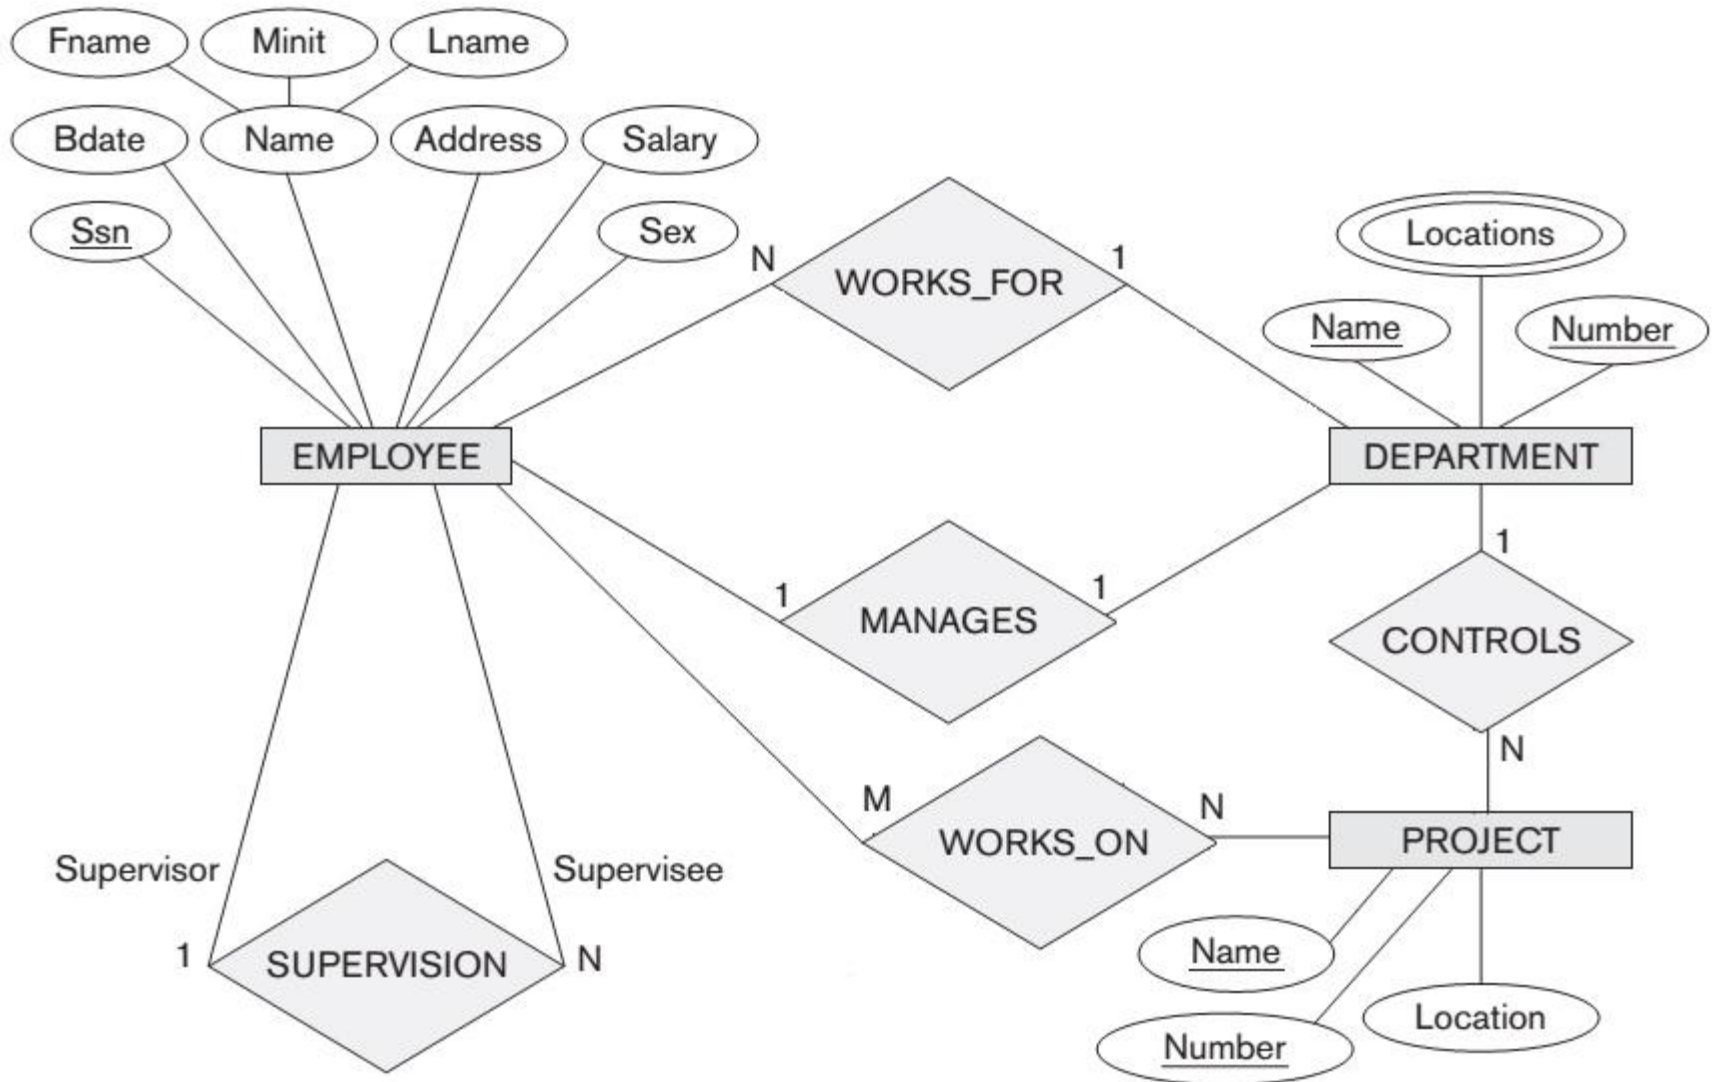 Fname
Minit
Lname
Bdate
Name
Address
Salary
Ssn
Sex
N
WORKS_FOR
1
Locations
Name
Number
EMPLOYEE
DEPARTMENT
1
MANAGES
1
1
CONTROLS
N
M
WORKS_ON
N
PROJECT
Supervisor
Supervisee
1
SUPERVISION
N
Name
Number
Location